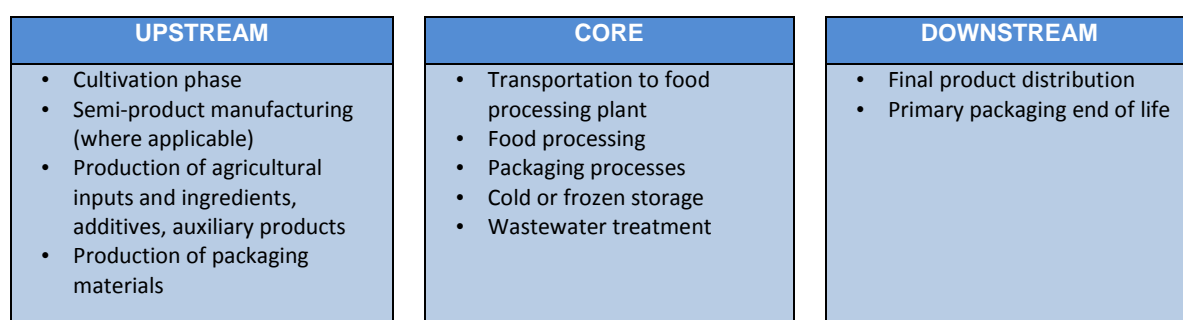 UPSTREAM
• Cultivation phase
• Semi-product manufacturing
(where applicable)
• Production of agricultural
inputs and ingredients,
additives, auxiliary products
• Production of packaging
materials
CORE
• Transportation to food
processing plant
• Food processing
• Packaging processes
• Cold or frozen storage
• Wastewater treatment
DOWNSTREAM
• Final product distribution
• Primary packaging end of life